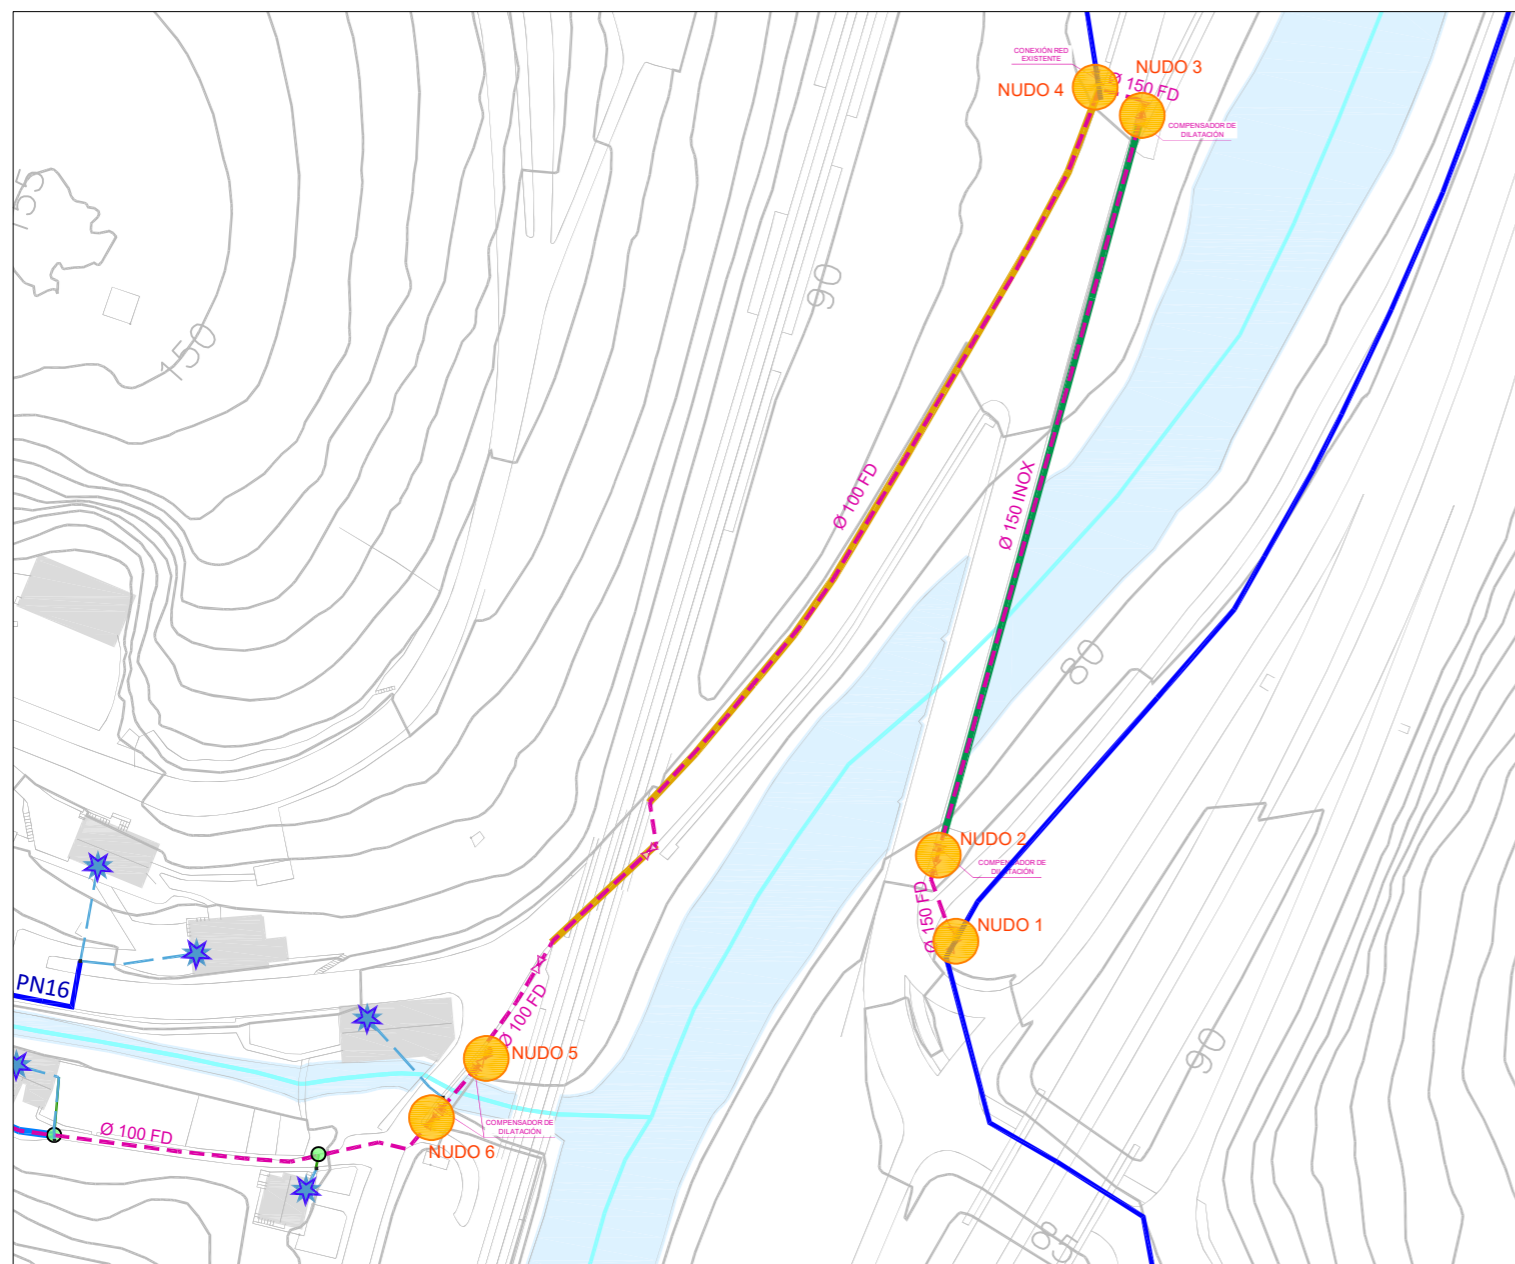 CONEXIÓN RED
EXISTENTE
NUDO 3
NUDO 4
Ø 150 FD
COMPENSADOR DE
DILATACIÓN
155
150
90
Ø 100 FD
Ø 150 INOX
80
NUDO 2
COMPENSADOR DE
DILATACIÓN
Ø 150 FD
NUDO 1
PN16
Ø 100 FD
NUDO 5
90
COMPENSADOR DE
DILATACIÓN
Ø 100 FD
NUDO 6
85